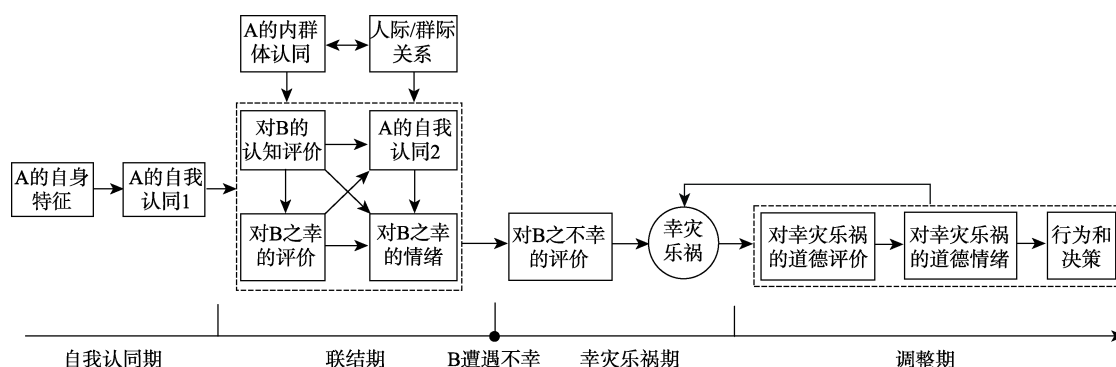 A的内群
体认同
人际/群际
关系
对B的
认知评价
A的自我
认同2
A的自身
特征
A的自我
认同1
对B之幸
的评价
对B之幸
的情绪
对B之不幸
的评价
幸灾
乐祸
对幸灾乐祸
的道德评价
对幸灾乐祸
的道德情绪
行为和
决策
自我认同期
联结期
B遭遇不幸
幸灾乐祸期
调整期